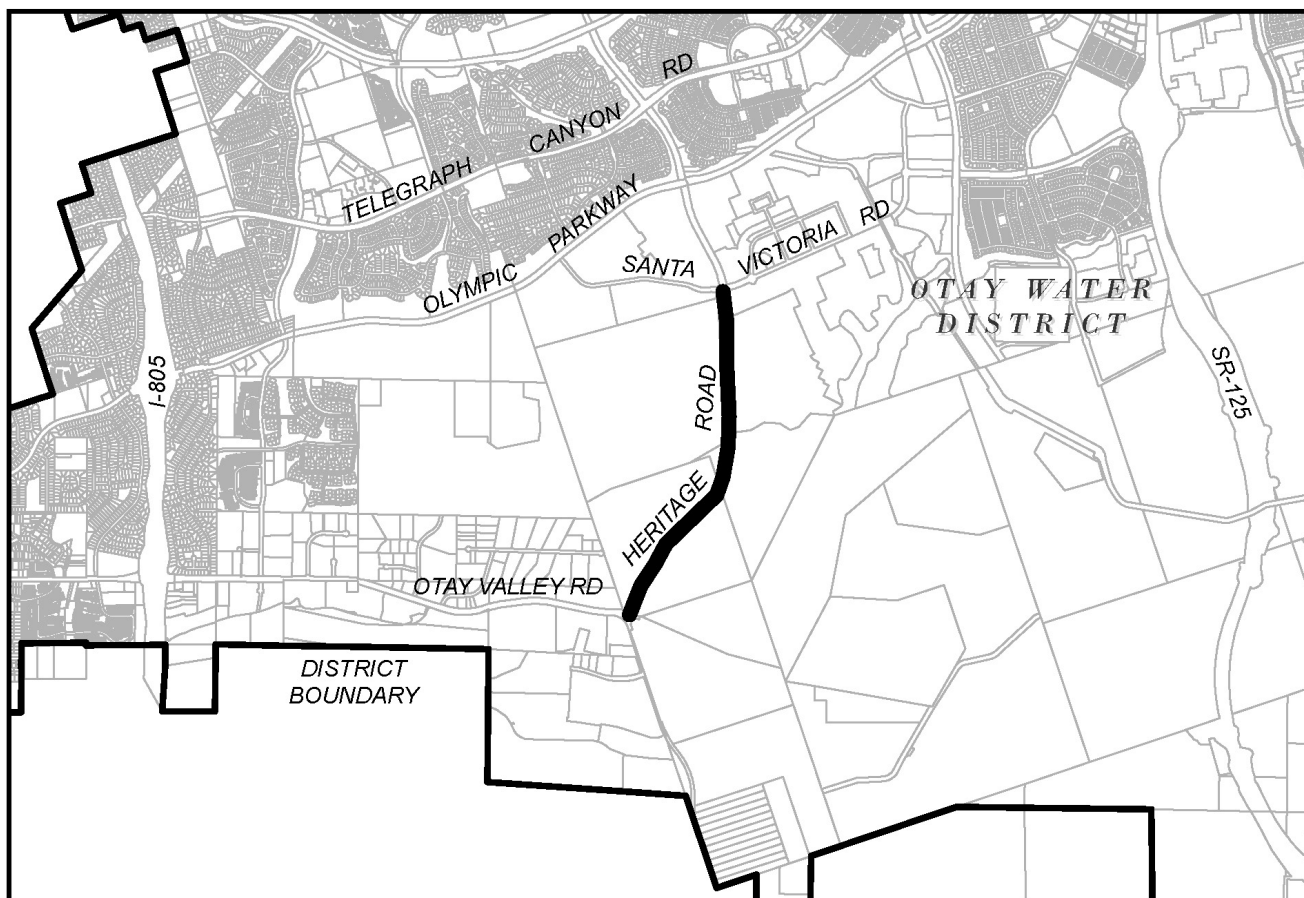 TELEGRAPH CANYON RD
OLYMPIC PARKWAY
SANTA VICTORIA RD
OTAY WATER
DISTRICT
I-805
SR-125
HERITAGE ROAD
OTAY VALLEY RD
DISTRICT
BOUNDARY